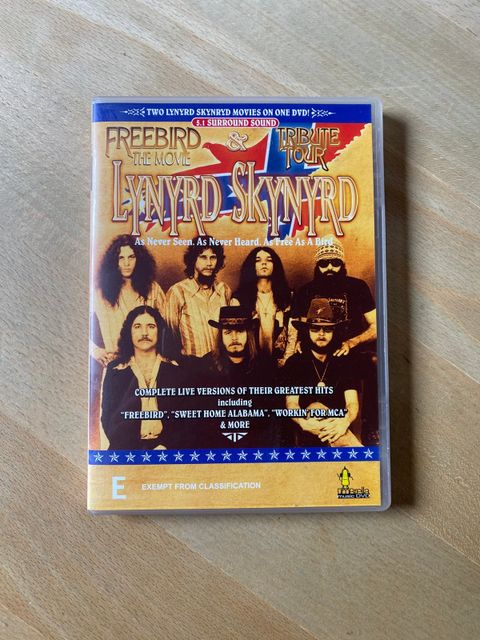 TWO LYNYRD SKYNYRD MOVIES ON ONE DVD!
5.1 SURROUND SOUND
FREEBIRD & TRIBUTE
THE MOVIE TOUR
LYNYRD SKYNYRD
As Never Seen. As Never Heard. As Free As A Bird
COMPLETE LIVE VERSIONS OF THEIR GREATEST HITS
including
"FREEBIRD", "SWEET HOME ALABAMA", "WORKIN' FOR MCA"
& MORE
E EXEMPT FROM CLASSIFICATION